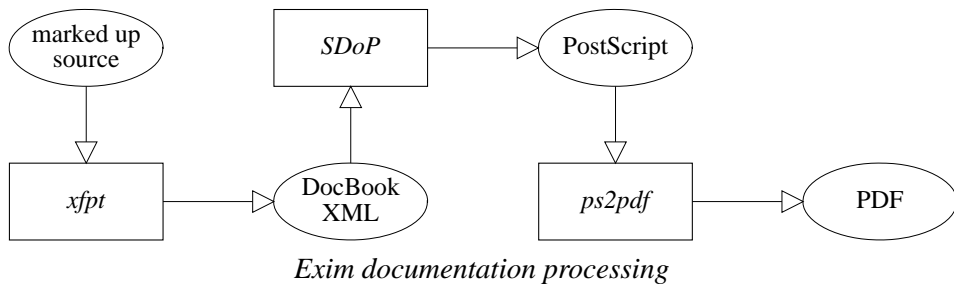 marked up
source
SDoP
PostScript
xfpt
DocBook
XML
ps2pdf
PDF
Exim documentation processing